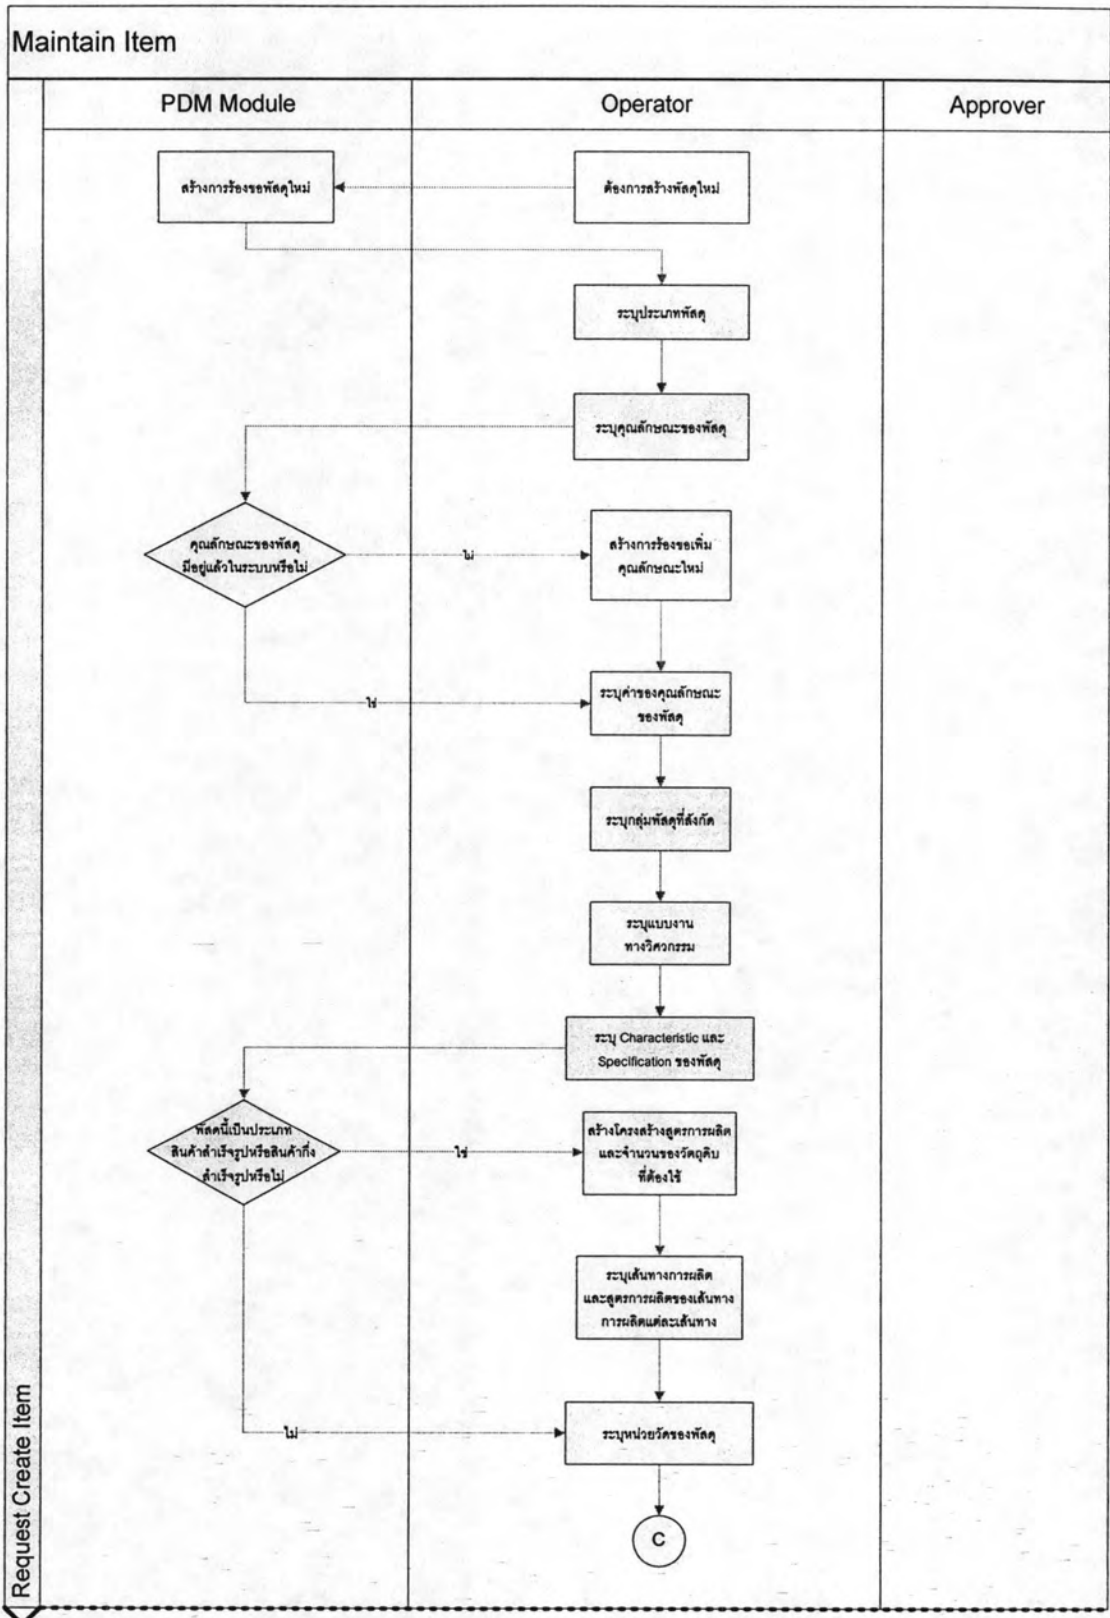 Maintain Item
PDM Module
Operator
Approver
สร้างการร้องขอพัสดุใหม่
ต้องการสร้างพัสดุใหม่
ระบุประเภทพัสดุ
ระบุคุณลักษณะของพัสดุ
คุณลักษณะของพัสดุ
มีอยู่แล้วในระบบหรือไม่
ไม่
สร้างการร้องขอเพิ่ม
คุณลักษณะใหม่
ใช่
ระบุค่าของคุณลักษณะ
ของพัสดุ
ระบุกลุ่มพัสดุที่สังกัด
ระบุแบบงาน
ทางวิศวกรรม
ระบุ Characteristic และ
Specification ของพัสดุ
พัสดุนี้เป็นประเภท
สินค้าสำเร็จรูปหรือสินค้ากึ่ง
สำเร็จรูปหรือไม่
ใช่
สร้างโครงสร้างสูตรการผลิต
และจำนวนของวัตถุดิบ
ที่ต้องใช้
ระบุเส้นทางการผลิต
และสูตรการผลิตของเส้นทาง
การผลิตแต่ละเส้นทาง
ไม่
ระบุหน่วยวัดของพัสดุ
C
Request Create Item